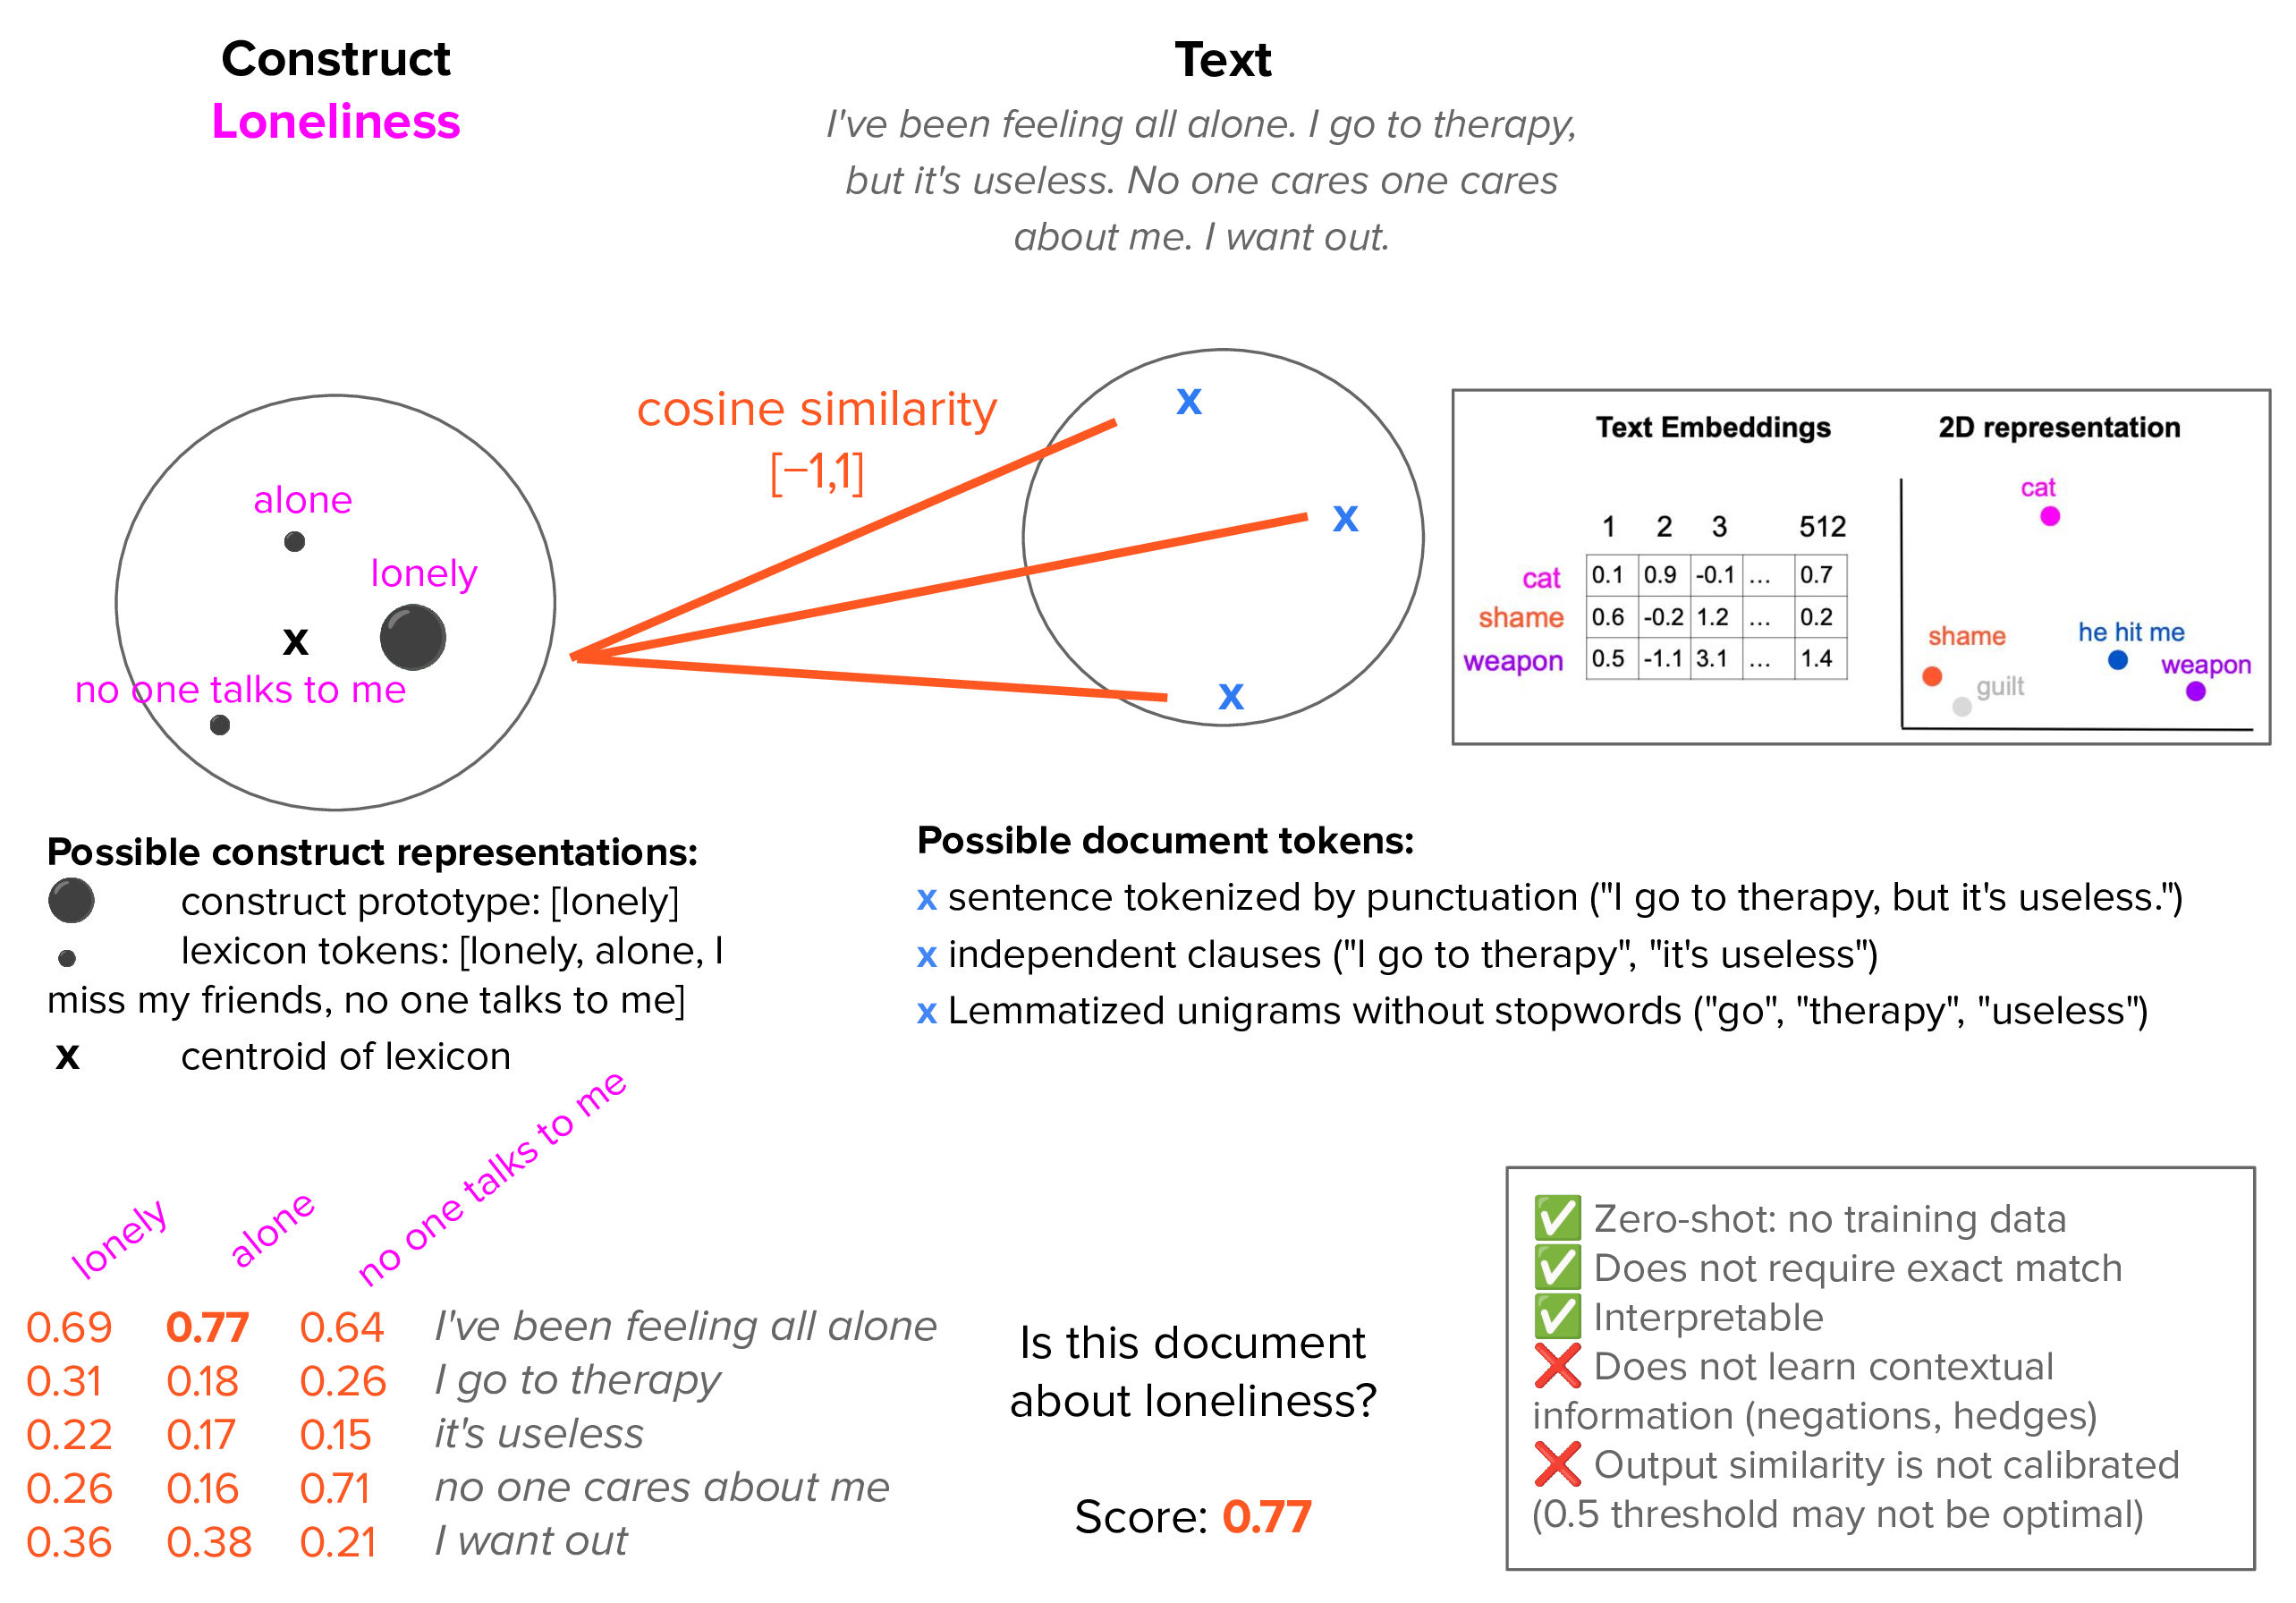 Construct
Loneliness
Text
I've been feeling all alone. I go to therapy,
but it's useless. No one cares one cares
about me. I want out.
alone
lonely
x
no one talks to me
cosine similarity
[−1,1]
x
x
x
Text Embeddings
1 2 3 512
cat 0.1 0.9 -0.1 ... 0.7
shame 0.6 -0.2 1.2 ... 0.2
weapon 0.5 -1.1 3.1 ... 1.4
2D representation
cat
shame
he hit me
weapon
guilt
Possible construct representations:
construct prototype: [lonely]
lexicon tokens: [lonely, alone, I
miss my friends, no one talks to me]
x centroid of lexicon
Possible document tokens:
x sentence tokenized by punctuation ("I go to therapy, but it's useless.")
x independent clauses ("I go to therapy", "it's useless")
x Lemmatized unigrams without stopwords ("go", "therapy", "useless")
lonely alone no one talks to me
0.69 0.77 0.64 I've been feeling all alone
0.31 0.18 0.26 I go to therapy
0.22 0.17 0.15 it's useless
0.26 0.16 0.71 no one cares about me
0.36 0.38 0.21 I want out
Is this document
about loneliness?
Score: 0.77
✅ Zero-shot: no training data
✅ Does not require exact match
✅ Interpretable
❌ Does not learn contextual
information (negations, hedges)
❌ Output similarity is not calibrated
(0.5 threshold may not be optimal)